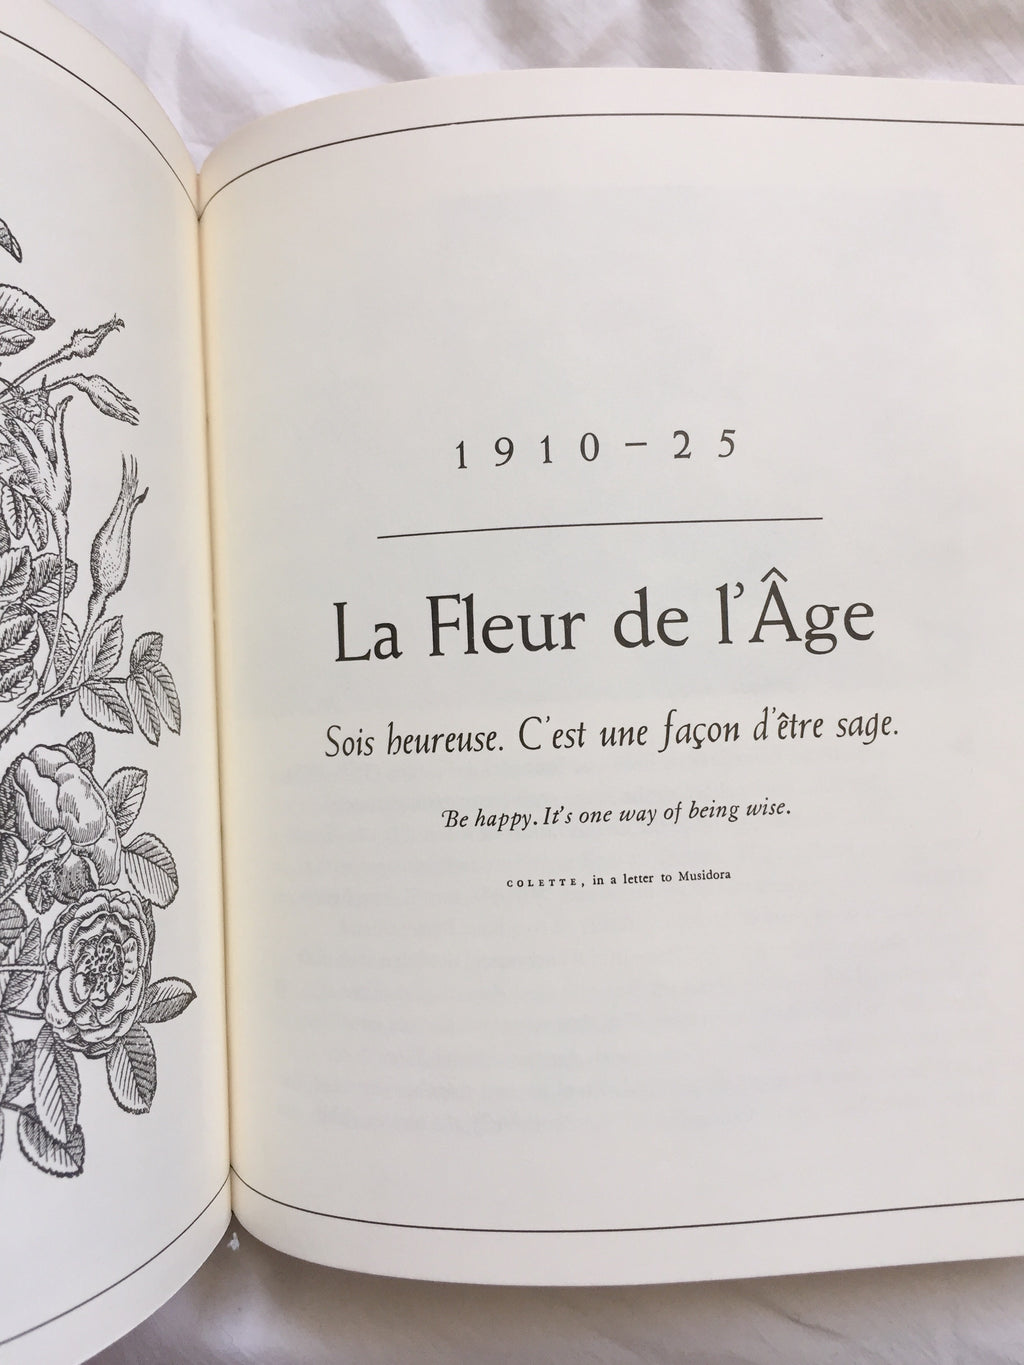 1910–25
La Fleur de l’Âge
Sois heureuse. C’est une façon d’être sage.
Be happy. It’s one way of being wise.
COLETTE, in a letter to Musidora